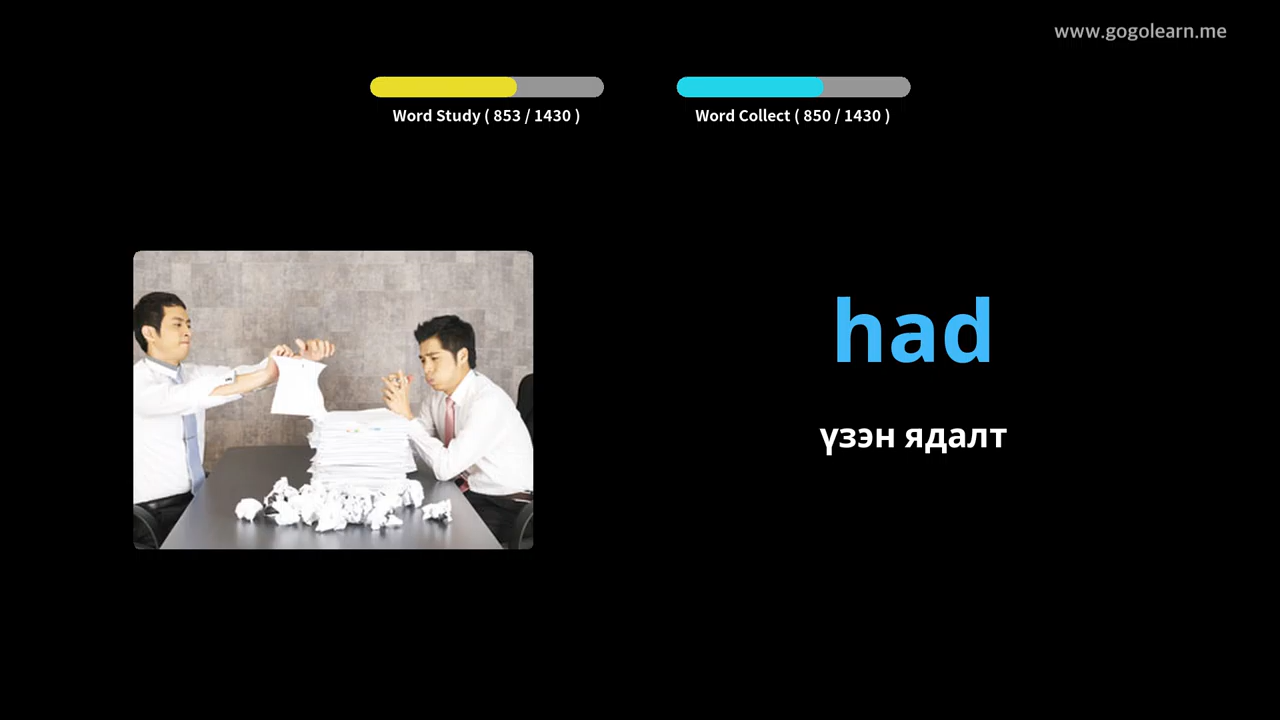 www.gogolearn.me
Word Study ( 853 / 1430 )
Word Collect ( 850 / 1430 )
had
үзэн ядалт